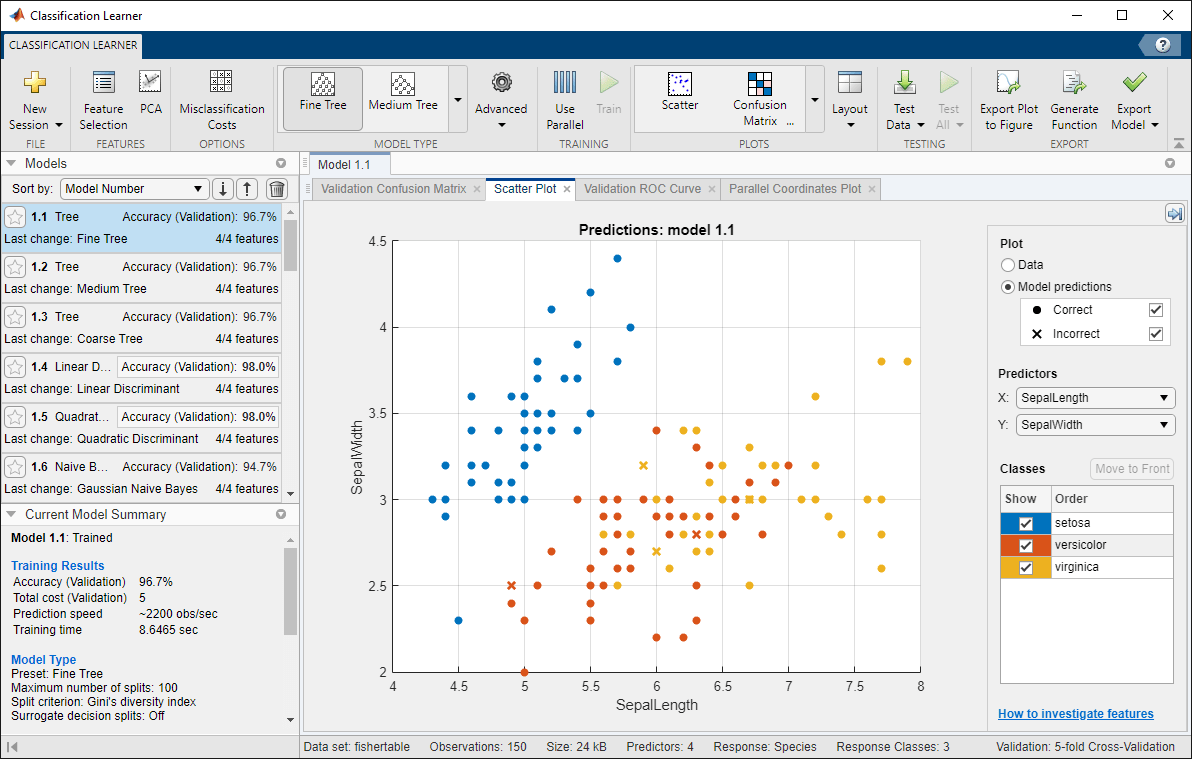 Classification Learner
CLASSIFICATION LEARNER
New Session
Feature Selection
PCA
Misclassification Costs
Fine Tree
Medium Tree
Advanced
Use Parallel
Train
Scatter
Confusion Matrix ...
Layout
Test Data
Test All
Export Plot to Figure
Generate Function
Export Model
FILE
FEATURES
OPTIONS
MODEL TYPE
TRAINING
PLOTS
TESTING
EXPORT
Models
Sort by: Model Number
1.1 Tree Accuracy (Validation): 96.7%
Last change: Fine Tree 4/4 features
1.2 Tree Accuracy (Validation): 96.7%
Last change: Medium Tree 4/4 features
1.3 Tree Accuracy (Validation): 96.7%
Last change: Coarse Tree 4/4 features
1.4 Linear D... Accuracy (Validation): 98.0%
Last change: Linear Discriminant 4/4 features
1.5 Quadrat... Accuracy (Validation): 98.0%
Last change: Quadratic Discriminant 4/4 features
1.6 Naive B... Accuracy (Validation): 94.7%
Last change: Gaussian Naive Bayes 4/4 features
Current Model Summary
Model 1.1: Trained
Training Results
Accuracy (Validation) 96.7%
Total cost (Validation) 5
Prediction speed ~2200 obs/sec
Training time 8.6465 sec
Model Type
Preset: Fine Tree
Maximum number of splits: 100
Split criterion: Gini's diversity index
Surrogate decision splits: Off
Model 1.1
Validation Confusion Matrix
Scatter Plot
Validation ROC Curve
Parallel Coordinates Plot
Predictions: model 1.1
4.5
4
3.5
3
2.5
2
SepalWidth
4 4.5 5 5.5 6 6.5 7 7.5 8
SepalLength
Plot
Data
Model predictions
Correct
Incorrect
Predictors
X: SepalLength
Y: SepalWidth
Classes Move to Front
Show Order
setosa
versicolor
virginica
How to investigate features
Data set: fishertable Observations: 150 Size: 24 kB Predictors: 4 Response: Species Response Classes: 3 Validation: 5-fold Cross-Validation